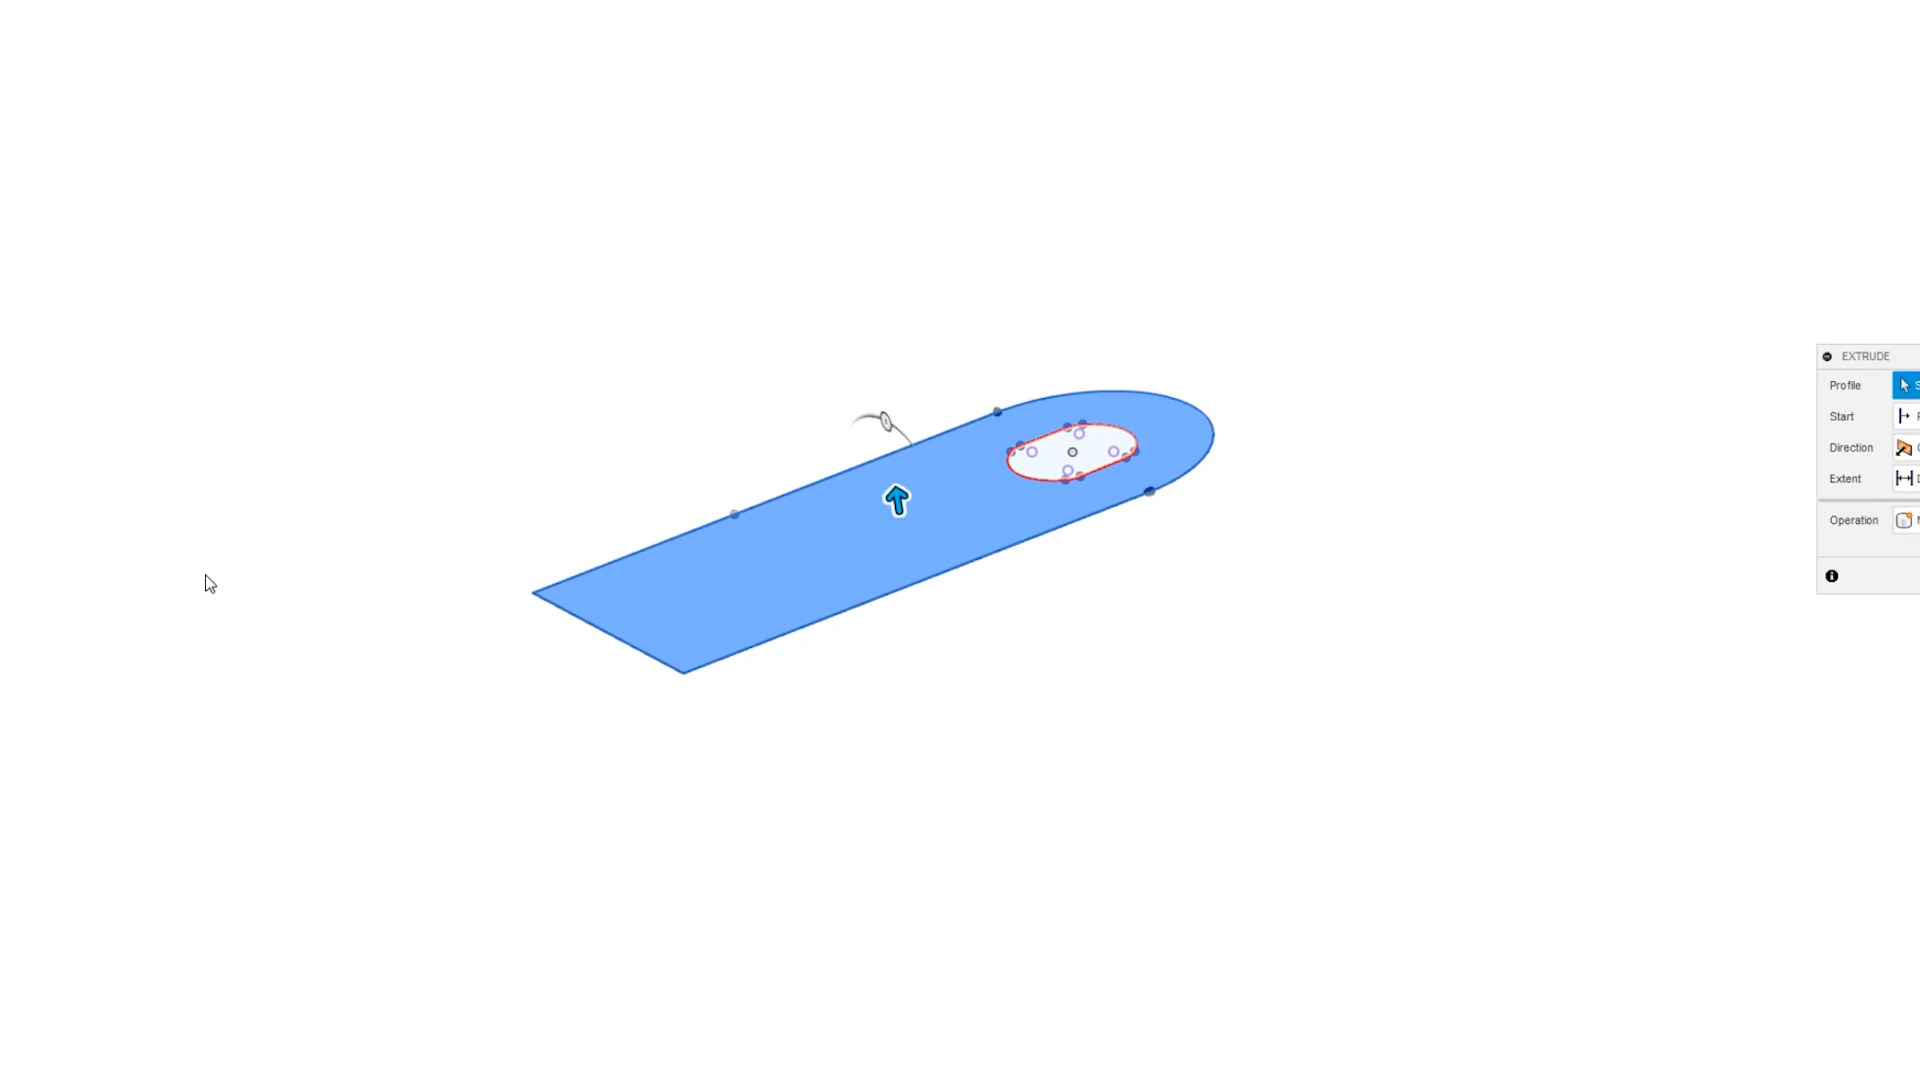 EXTRUDE
Profile
Start
Direction
Extent
Operation